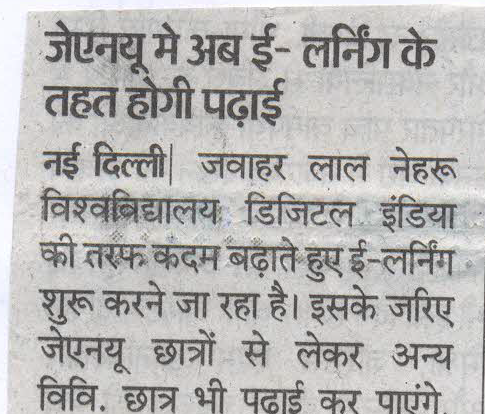 जेएनयू मे अब ई- लर्निंग के
तहत होगी पढ़ाई
नई दिल्ली| जवाहर लाल नेहरू
विश्वविद्यालय डिजिटल इंडिया
की तरफ कदम बढ़ाते हुए ई-लर्निंग
शुरू करने जा रहा है। इसके जरिए
जेएनयू छात्रों से लेकर अन्य
विवि. छात्र भी पढ़ाई कर पाएंगे